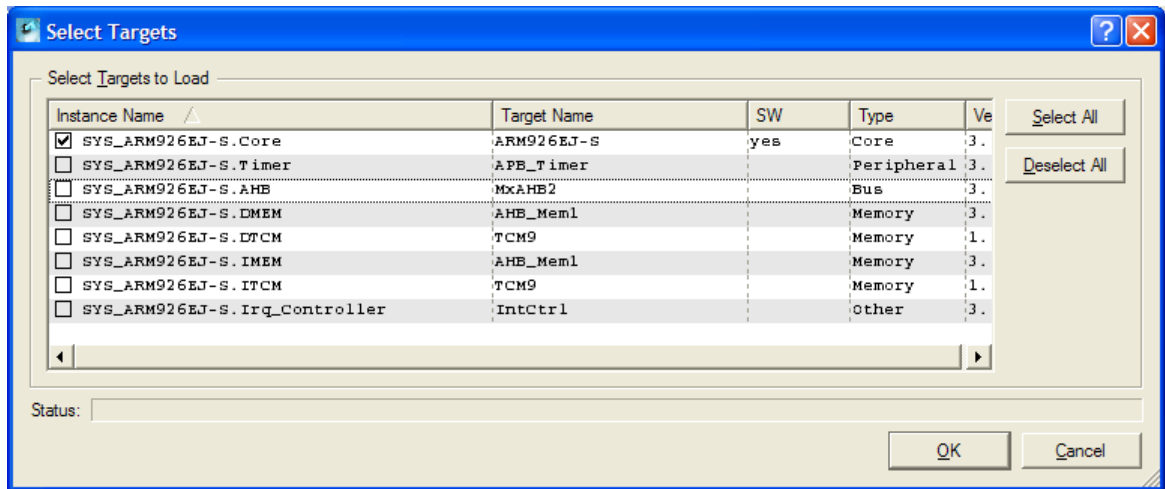 Select Targets
Select Targets to Load
Instance Name Target Name SW Type Ve
SYS_ARM926EJ-S.Core ARM926EJ-S yes Core 3.
SYS_ARM926EJ-S.Timer APB_Timer Peripheral 3.
SYS_ARM926EJ-S.AHB MxAHB2 Bus 3.
SYS_ARM926EJ-S.DMEM AHB_Mem1 Memory 3.
SYS_ARM926EJ-S.DTCM TCM9 Memory 1.
SYS_ARM926EJ-S.IMEM AHB_Mem1 Memory 3.
SYS_ARM926EJ-S.ITCM TCM9 Memory 1.
SYS_ARM926EJ-S.Irq_Controller IntCtrl Other 3.
Select All
Deselect All
Status:
OK Cancel